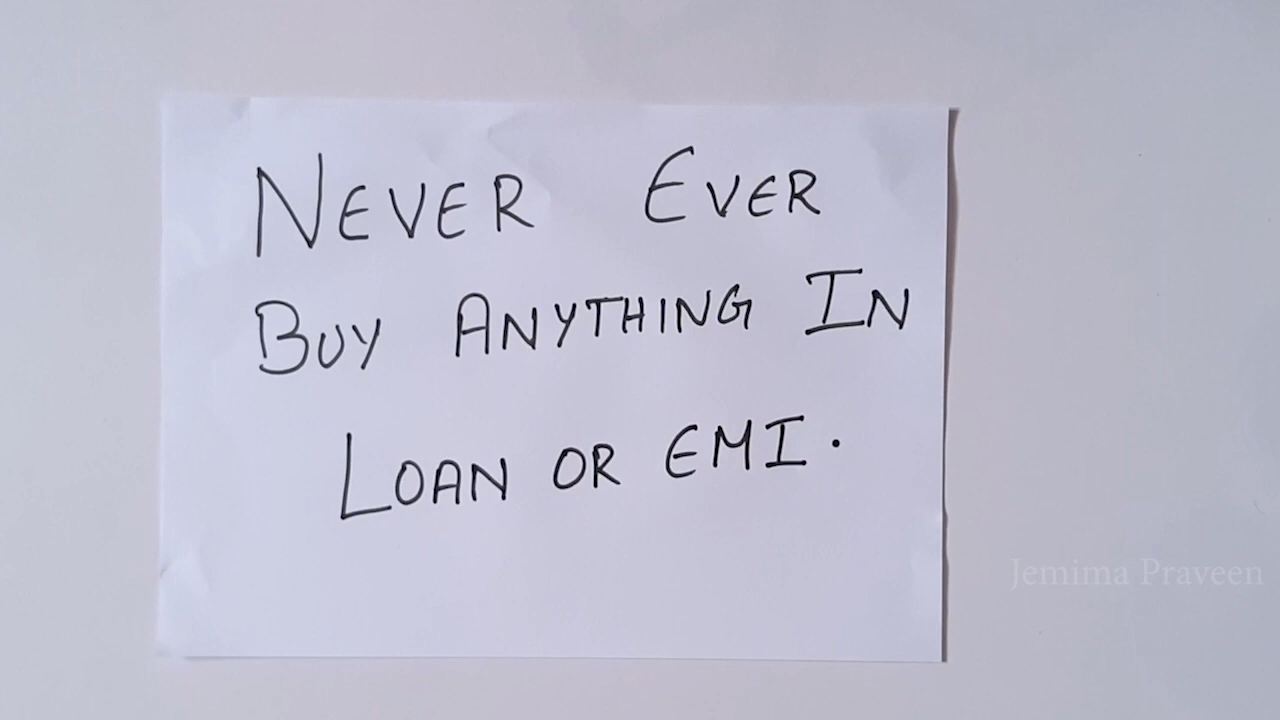 NEVER EVER
BUY ANYTHING IN
LOAN OR EMI.
Jemima Praveen